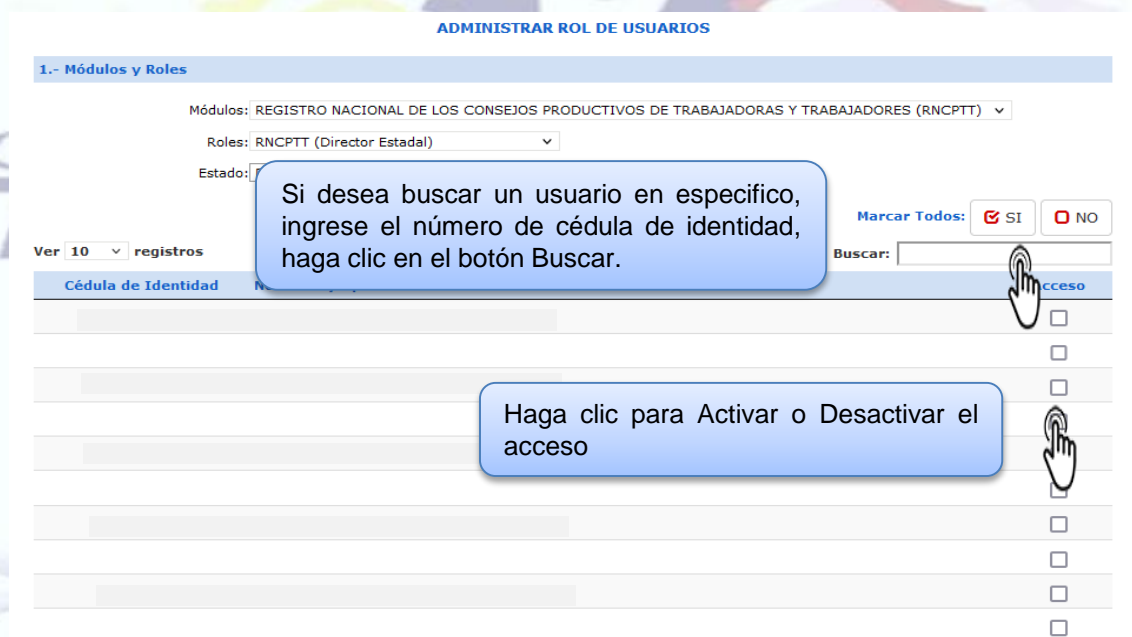 ADMINISTRAR ROL DE USUARIOS
1.- Módulos y Roles
Módulos: REGISTRO NACIONAL DE LOS CONSEJOS PRODUCTIVOS DE TRABAJADORAS Y TRABAJADORES (RNCPTT)
Roles: RNCPTT (Director Estadal)
Estado:
Si desea buscar un usuario en especifico,
ingrese el número de cédula de identidad,
haga clic en el botón Buscar.
Marcar Todos: SI NO
Ver 10 registros
Buscar:
Cédula de Identidad
Haga clic para Activar o Desactivar el
acceso